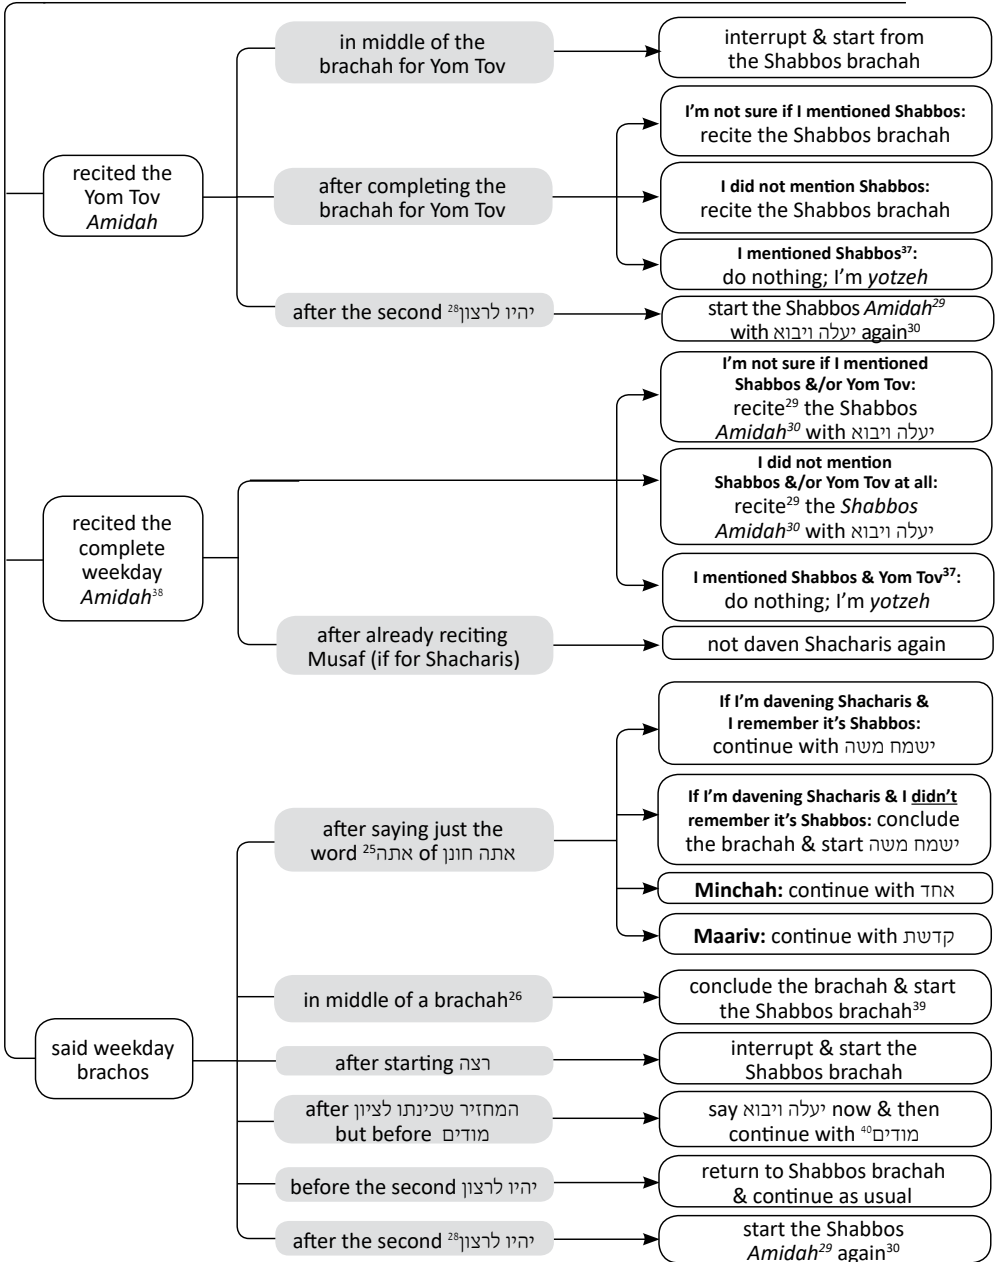 in middle of the
brachah for Yom Tov
interrupt & start from
the Shabbos brachah
recited the
Yom Tov
Amidah
after completing the
brachah for Yom Tov
I'm not sure if I mentioned Shabbos:
recite the Shabbos brachah
I did not mention Shabbos:
recite the Shabbos brachah
I mentioned Shabbos³⁷:
do nothing; I'm yotzeh
after the second יהיו לרצון²⁸
start the Shabbos Amidah²⁹
with יעלה ויבוא again³⁰
recited the
complete
weekday
Amidah³⁸
I'm not sure if I mentioned
Shabbos &/or Yom Tov:
recite²⁹ the Shabbos
Amidah³⁰ with יעלה ויבוא
I did not mention
Shabbos &/or Yom Tov at all:
recite²⁹ the Shabbos
Amidah³⁰ with יעלה ויבוא
I mentioned Shabbos & Yom Tov³⁷:
do nothing; I'm yotzeh
after already reciting
Musaf (if for Shacharis)
not daven Shacharis again
said weekday
brachos
after saying just the
word אתה²⁵ of אתה חונן
If I'm davening Shacharis &
I remember it's Shabbos:
continue with ישמח משה
If I'm davening Shacharis & I didn't
remember it's Shabbos: conclude
the brachah & start ישמח משה
Minchah: continue with אחד
Maariv: continue with קדשת
in middle of a brachah²⁶
conclude the brachah & start
the Shabbos brachah³⁹
after starting רצה
interrupt & start the
Shabbos brachah
after המחזיר שכינתו לציון
but before מודים
say יעלה ויבוא now & then
continue with מודים⁴⁰
before the second יהיו לרצון
return to Shabbos brachah
& continue as usual
after the second יהיו לרצון²⁸
start the Shabbos
Amidah²⁹ again³⁰